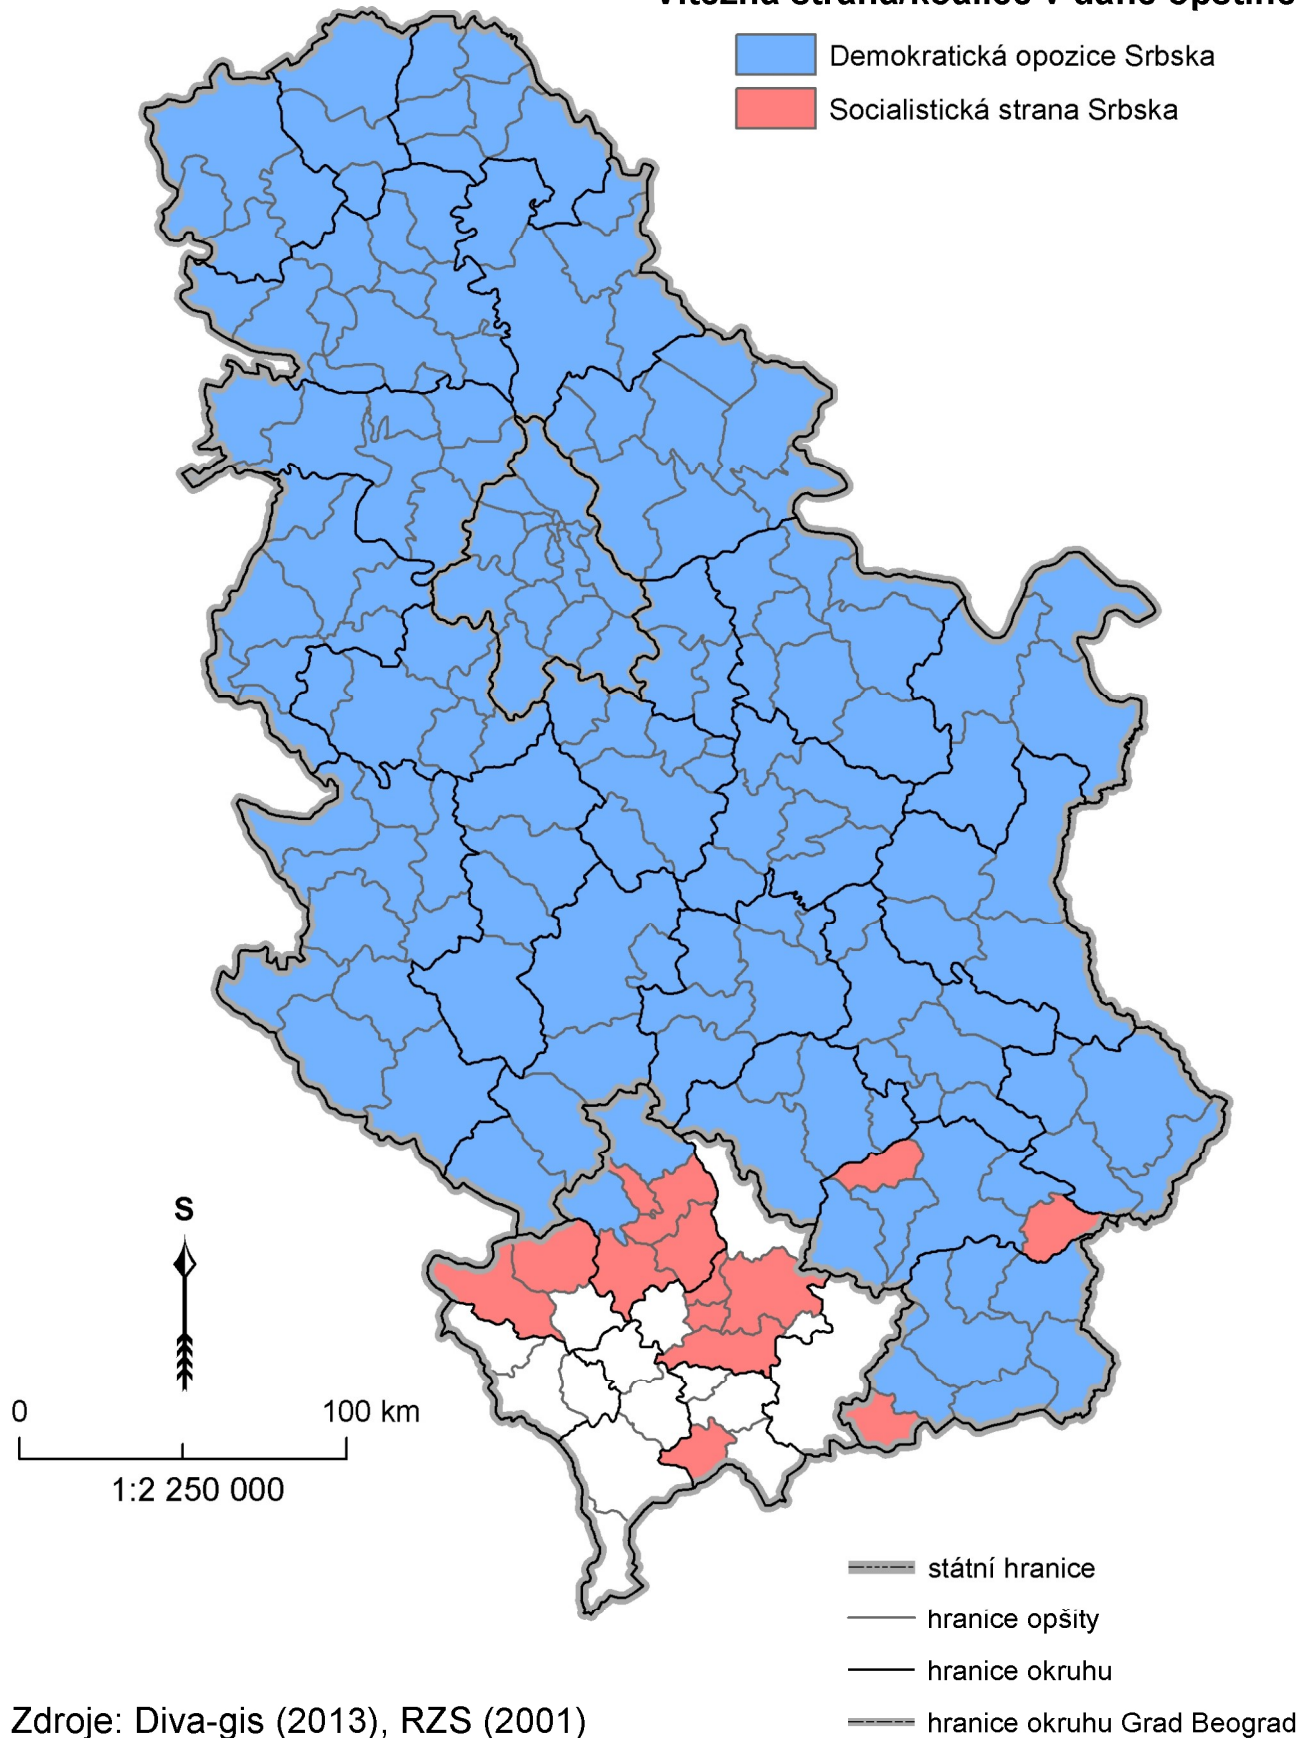 Demokratická opozice Srbska
Socialistická strana Srbska
S
0 100 km
1:2 250 000
státní hranice
hranice opšity
hranice okruhu
hranice okruhu Grad Beograd
Zdroje: Diva-gis (2013), RZS (2001)